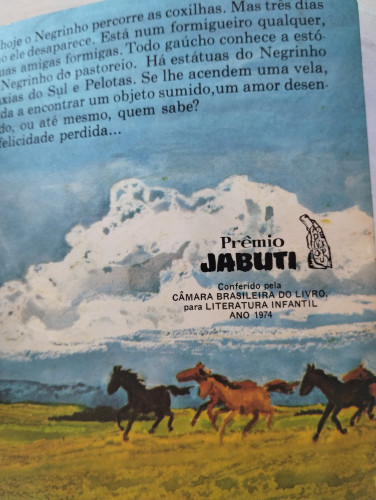 hoje o Negrinho percorre as coxilhas. Mas três dias
ele desaparece. Está num formigueiro qualquer,
uas amigas formigas. Todo gaúcho conhece a estó-
Negrinho do pastoreio. Há estátuas do Negrinho
axias do Sul e Pelotas. Se lhe acendem uma vela,
da a encontrar um objeto sumido, um amor desen-
do, ou até mesmo, quem sabe?
felicidade perdida...
Prêmio
JABUTI
Conferido pela
CÂMARA BRASILEIRA DO LIVRO,
para LITERATURA INFANTIL
ANO 1974